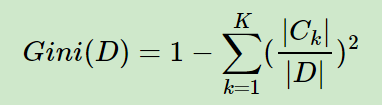 Gini(D) = 1 − ∑_{k=1}^{K} (|C_k| / |D|)^2